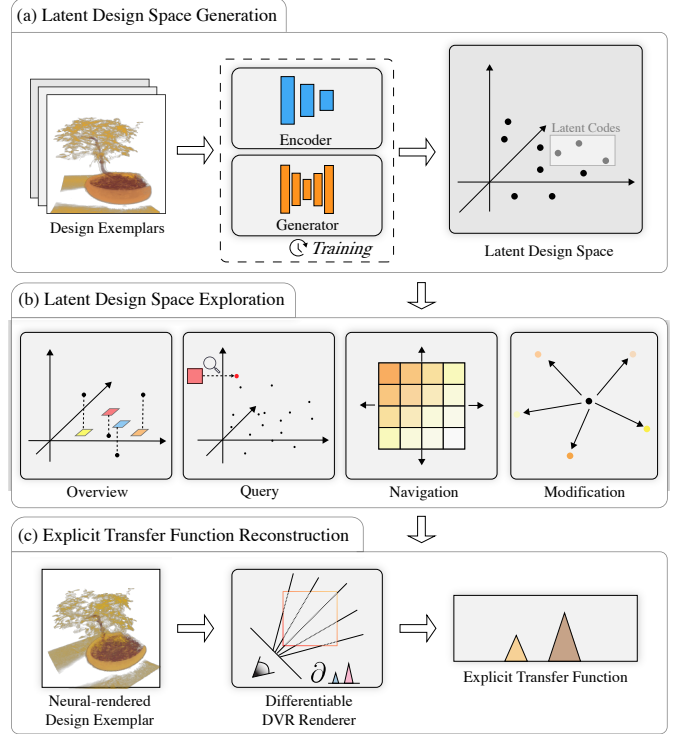 (a) Latent Design Space Generation
Design Exemplars
Encoder
Generator
Training
Latent Codes
Latent Design Space
(b) Latent Design Space Exploration
Overview
Query
Navigation
Modification
(c) Explicit Transfer Function Reconstruction
Neural-rendered
Design Exemplar
∂
Differentiable
DVR Renderer
Explicit Transfer Function